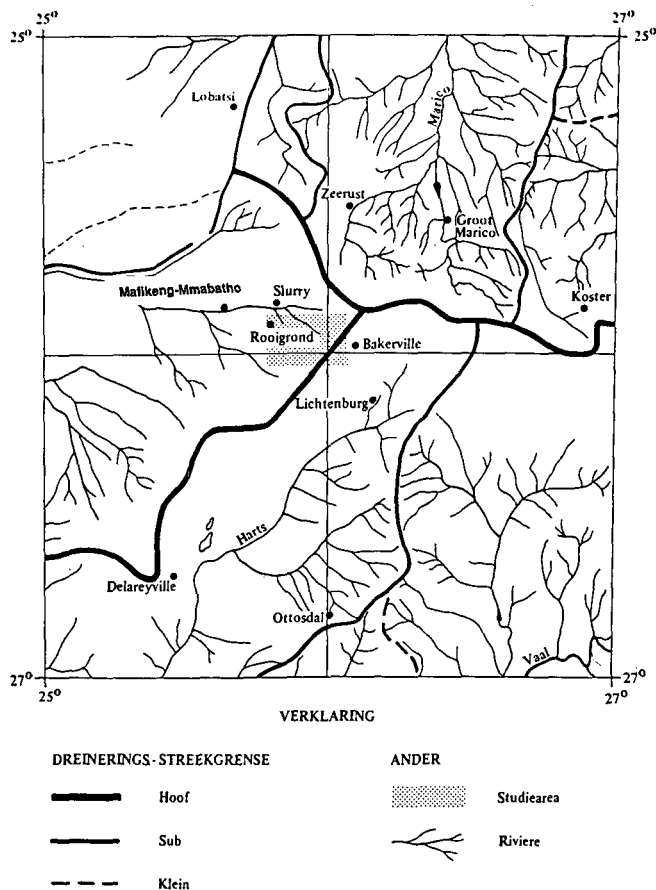 25° 27°
25° 25°
Lobatsi
Marico
Zeerust
Groot
Marico
Mafikeng-Mmabatho
Slurry
Koster
Rooigrond
Bakerville
Lichtenburg
Harts
Delareyville
Ottosdal
Vaal
27° 27°
25° 27°
VERKLARING
DREINERINGS-STREEKGRENSE ANDER
Hoof Studiearea
Sub Riviere
Klein